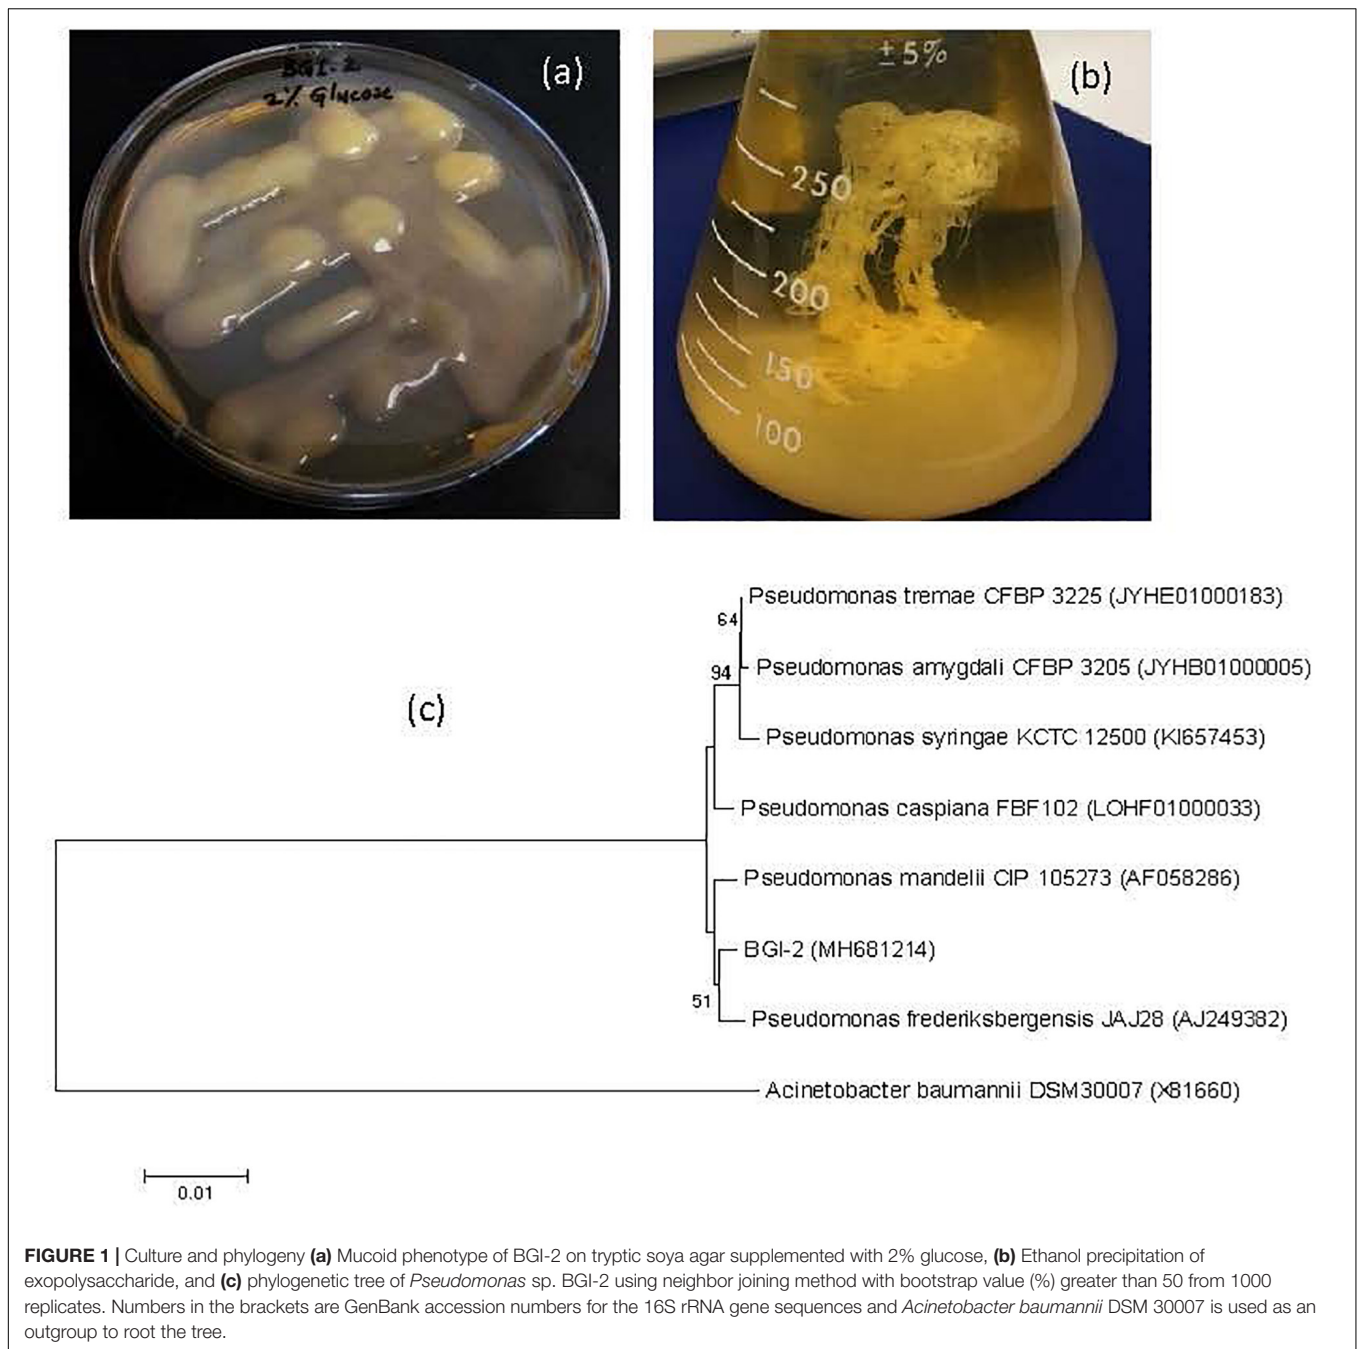 BGI-2
2% Glucose
(a)
±5%
(b)
250
200
150
100
Pseudomonas tremae CFBP 3225 (JYHE01000183)
64
Pseudomonas amygdali CFBP 3205 (JYHB01000005)
94
(c)
Pseudomonas syringae KCTC 12500 (KI657453)
Pseudomonas caspiana FBF102 (LOHF01000033)
Pseudomonas mandelii CIP 105273 (AF058286)
BGI-2 (MH681214)
51
Pseudomonas frederiksbergensis JAJ28 (AJ249382)
Acinetobacter baumannii DSM30007 (X81660)
0.01
FIGURE 1 | Culture and phylogeny (a) Mucoid phenotype of BGI-2 on tryptic soya agar supplemented with 2% glucose, (b) Ethanol precipitation of
exopolysaccharide, and (c) phylogenetic tree of Pseudomonas sp. BGI-2 using neighbor joining method with bootstrap value (%) greater than 50 from 1000
replicates. Numbers in the brackets are GenBank accession numbers for the 16S rRNA gene sequences and Acinetobacter baumannii DSM 30007 is used as an
outgroup to root the tree.